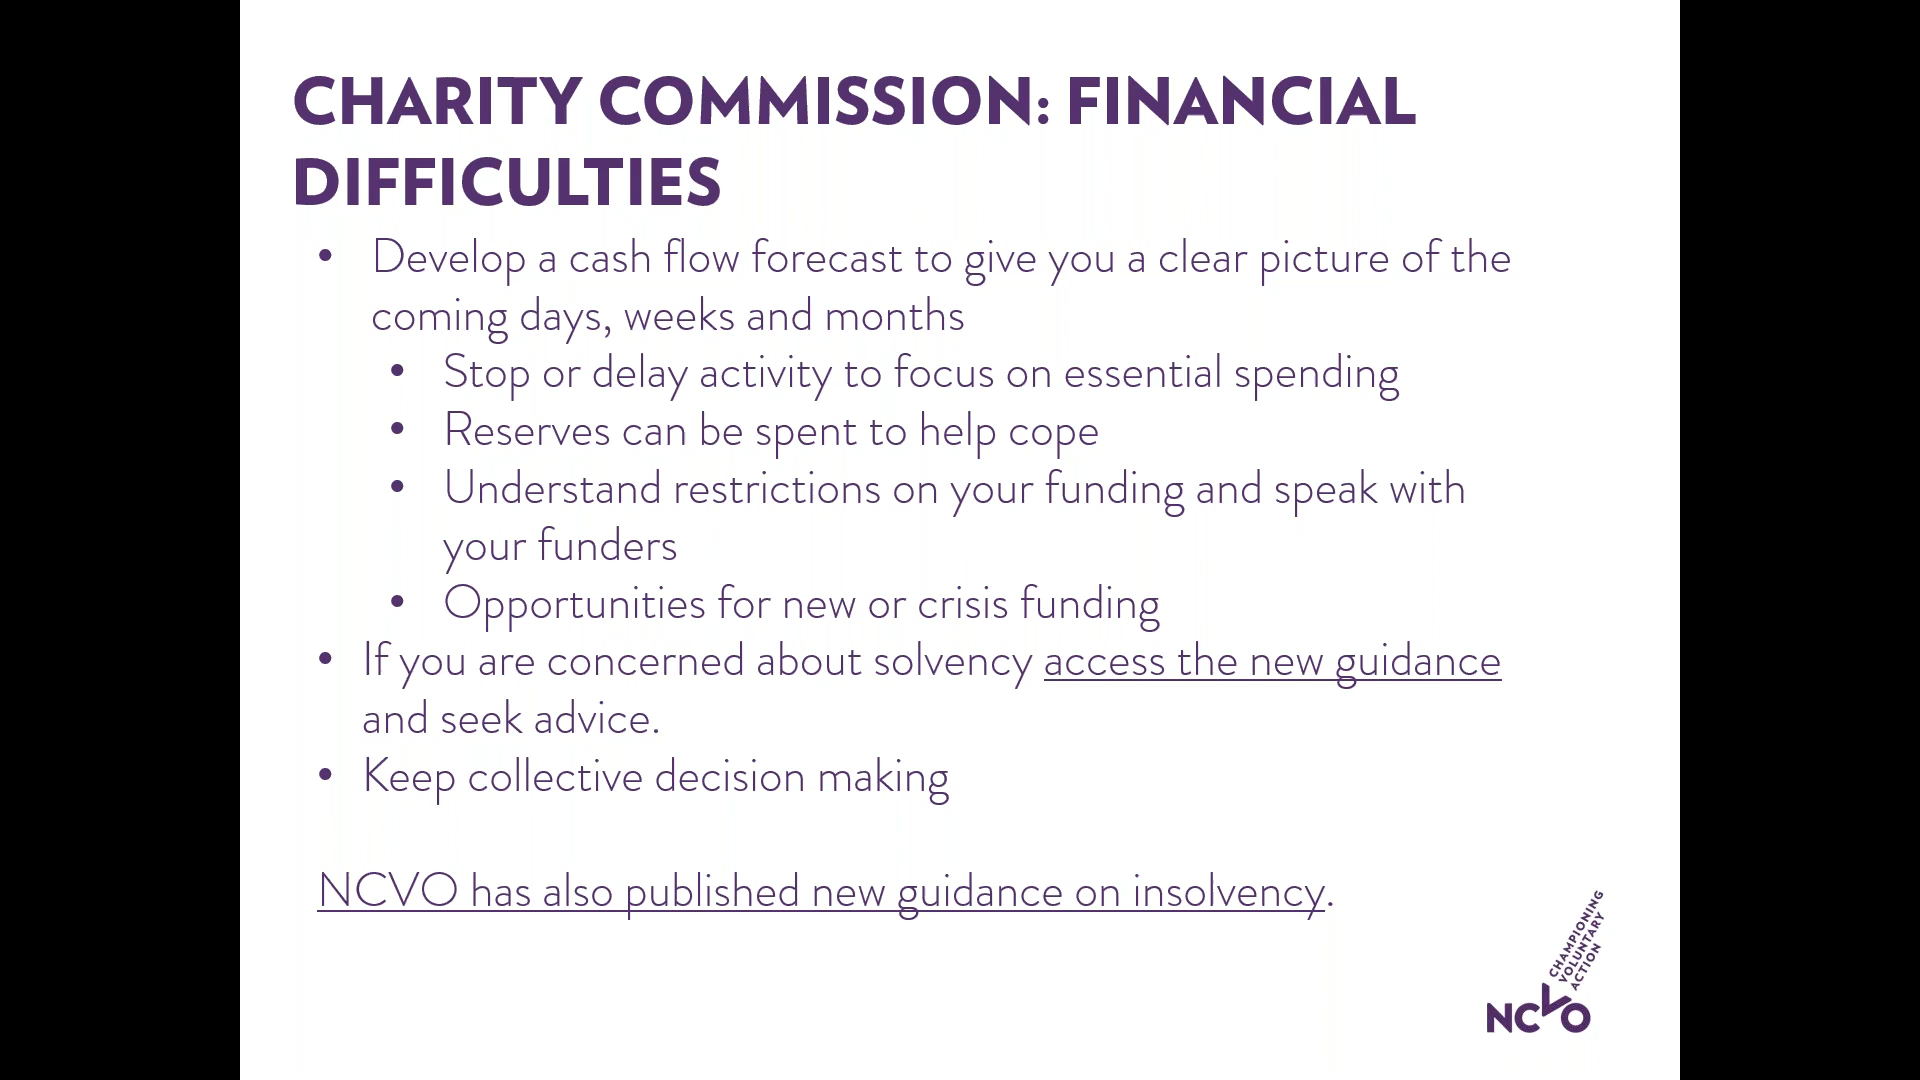 CHARITY COMMISSION: FINANCIAL
DIFFICULTIES
• Develop a cash flow forecast to give you a clear picture of the
coming days, weeks and months
• Stop or delay activity to focus on essential spending
• Reserves can be spent to help cope
• Understand restrictions on your funding and speak with
your funders
• Opportunities for new or crisis funding
• If you are concerned about solvency access the new guidance
and seek advice.
• Keep collective decision making
NCVO has also published new guidance on insolvency.
CHAMPIONING
VOLUNTARY
ACTION
NCVO